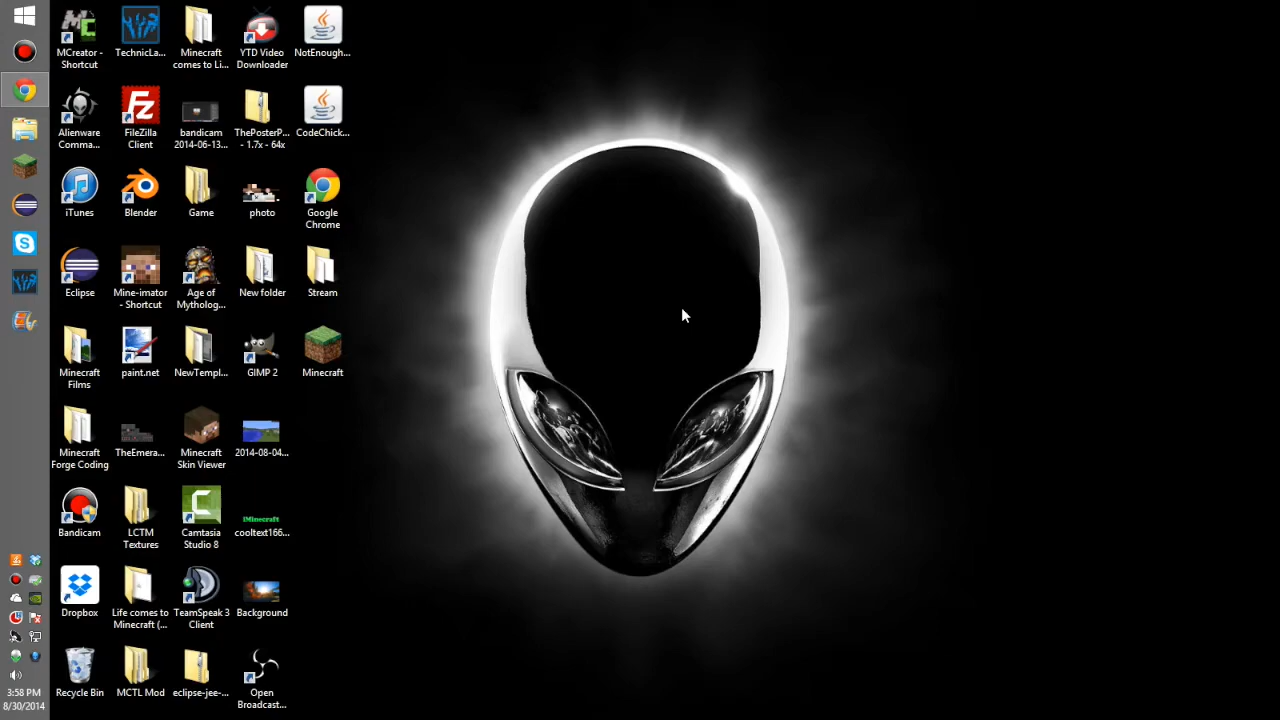 MCreator -
Shortcut
TechnicLa...
Minecraft
comes to Li...
YTD Video
Downloader
NotEnough...
Alienware
Comma...
FileZilla
Client
bandicam
2014-06-13...
ThePosterP...
- 1.7x - 64x
CodeChick...
iTunes
Blender
Game
photo
Google
Chrome
Eclipse
Mine-imator
- Shortcut
Age of
Mytholog...
New folder
Stream
Minecraft
Films
paint.net
NewTempl...
GIMP 2
Minecraft
Minecraft
Forge Coding
TheEmera...
Minecraft
Skin Viewer
2014-08-04...
Bandicam
LCTM
Textures
Camtasia
Studio 8
iMinecraft
cooltext166...
Dropbox
Life comes to
Minecraft (...
TeamSpeak 3
Client
Background
Recycle Bin
MCTL Mod
eclipse-jee-...
Open
Broadcast...
3:58 PM
8/30/2014